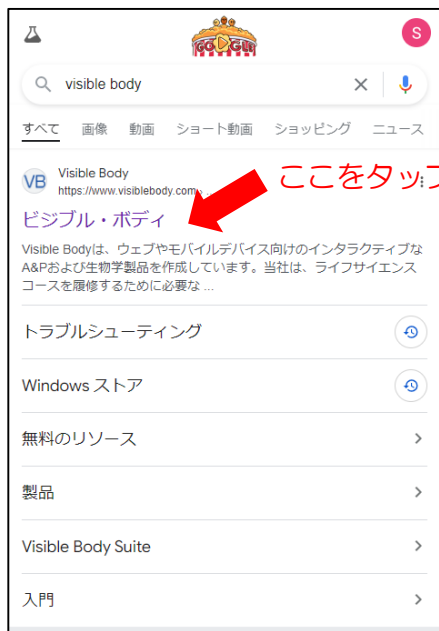 GOOGLE
S
visible body
すべて 画像 動画 ショート動画 ショッピング ニュース
VB
Visible Body
https://www.visiblebody.com › ...
ここをタップ
ビジブル・ボディ
Visible Bodyは、ウェブやモバイルデバイス向けのインタラクティブな
A&Pおよび生物学製品を作成しています。当社は、ライフサイエンス
コースを履修するために必要な ...
トラブルシューティング
Windows ストア
無料のリソース
製品
Visible Body Suite
入門